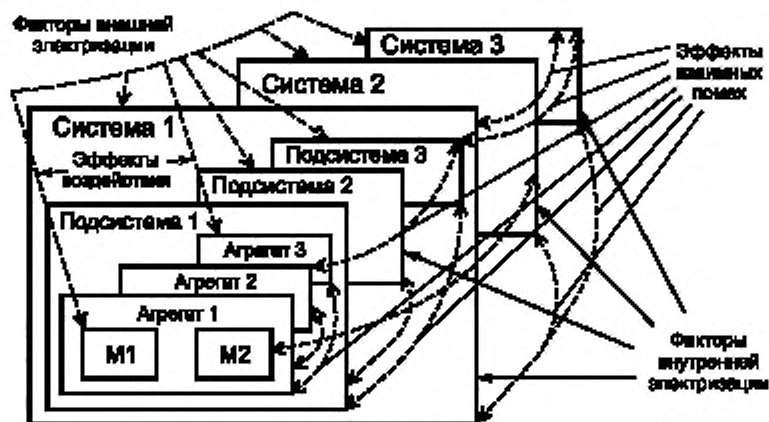 Факторы внешней
электризации
Система 3
Эффекты
взаимных
помех
Система 2
Система 1
Эффекты
воздействия
Подсистема 3
Подсистема 2
Подсистема 1
Агрегат 3
Агрегат 2
Агрегат 1
М1
М2
Факторы
внутренней
электризации